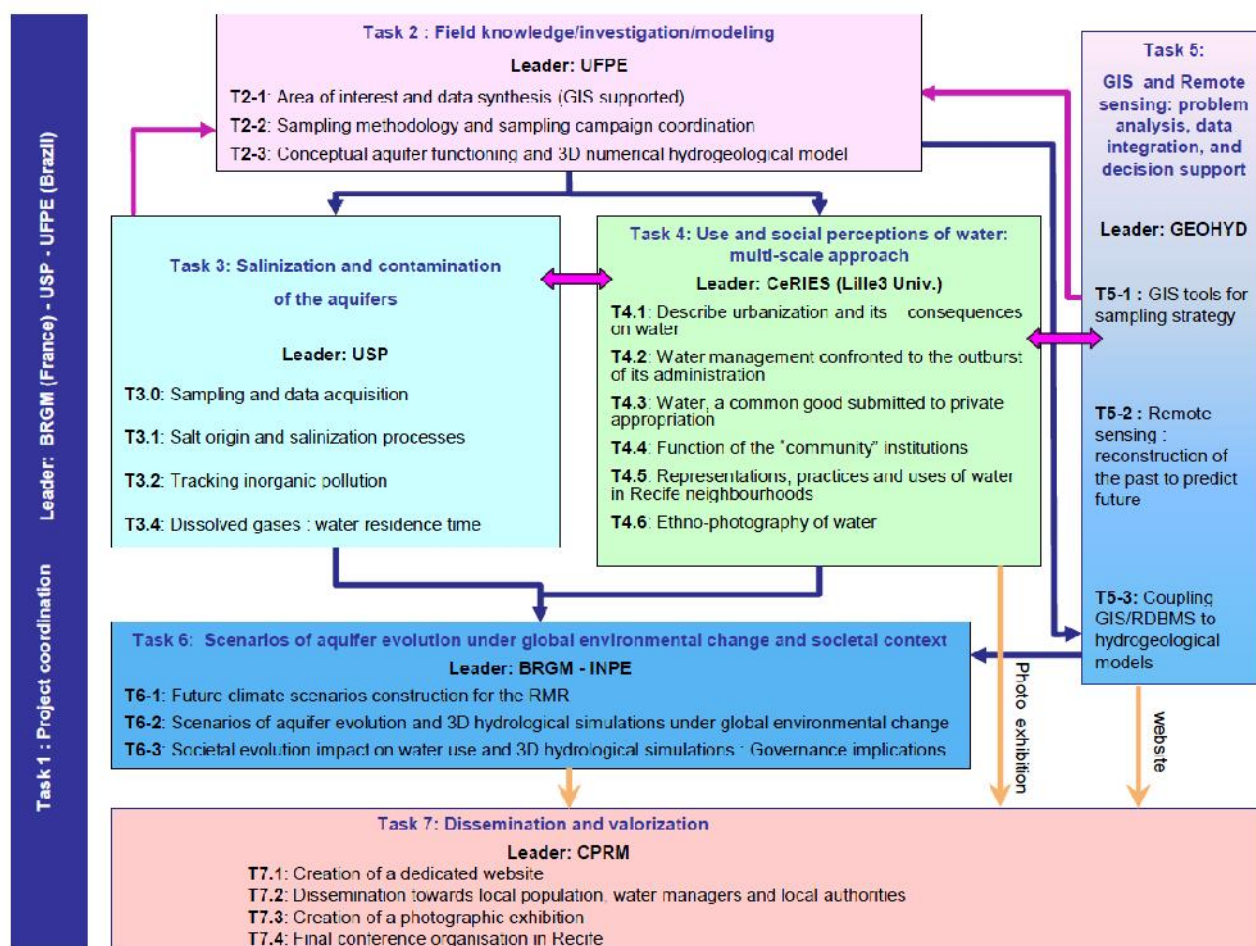 Task 1 : Project coordination Leader: BRGM (France) - USP - UFPE (Brazil)
Task 2 : Field knowledge/investigation/modeling
Leader: UFPE
T2-1: Area of interest and data synthesis (GIS supported)
T2-2: Sampling methodology and sampling campaign coordination
T2-3: Conceptual aquifer functioning and 3D numerical hydrogeological model
Task 3: Salinization and contamination
of the aquifers
Leader: USP
T3.0: Sampling and data acquisition
T3.1: Salt origin and salinization processes
T3.2: Tracking inorganic pollution
T3.4: Dissolved gases : water residence time
Task 4: Use and social perceptions of water:
multi-scale approach
Leader: CeRIES (Lille3 Univ.)
T4.1: Describe urbanization and its consequences
on water
T4.2: Water management confronted to the outburst
of its administration
T4.3: Water, a common good submitted to private
appropriation
T4.4: Function of the "community" institutions
T4.5: Representations, practices and uses of water
in Recife neighbourhoods
T4.6: Ethno-photography of water
Task 5:
GIS and Remote
sensing: problem
analysis, data
integration, and
decision support
Leader: GEOHYD
T5-1 : GIS tools for
sampling strategy
T5-2 : Remote
sensing :
reconstruction of
the past to predict
future
T5-3: Coupling
GIS/RDBMS to
hydrogeological
models
Task 6: Scenarios of aquifer evolution under global environmental change and societal context
Leader: BRGM - INPE
T6-1: Future climate scenarios construction for the RMR
T6-2: Scenarios of aquifer evolution and 3D hydrological simulations under global environmental change
T6-3: Societal evolution impact on water use and 3D hydrological simulations : Governance implications
Photo exhibition
webste
Task 7: Dissemination and valorization
Leader: CPRM
T7.1: Creation of a dedicated website
T7.2: Dissemination towards local population, water managers and local authorities
T7.3: Creation of a photographic exhibition
T7.4: Final conference organisation in Recife